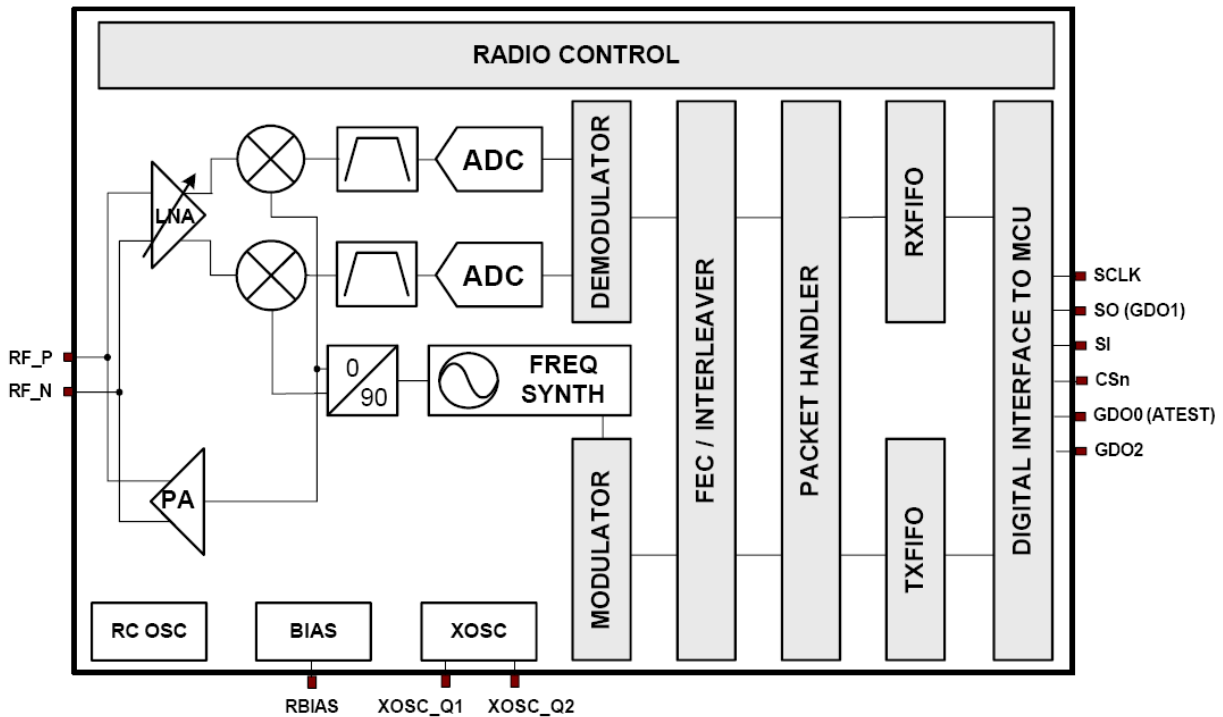 RADIO CONTROL
LNA
ADC
ADC
DEMODULATOR
FEC / INTERLEAVER
PACKET HANDLER
RXFIFO
DIGITAL INTERFACE TO MCU
SCLK
SO (GDO1)
SI
CSn
GDO0 (ATEST)
GDO2
RF_P
RF_N
0
90
FREQ
SYNTH
PA
MODULATOR
TXFIFO
RC OSC
BIAS
XOSC
RBIAS
XOSC_Q1
XOSC_Q2